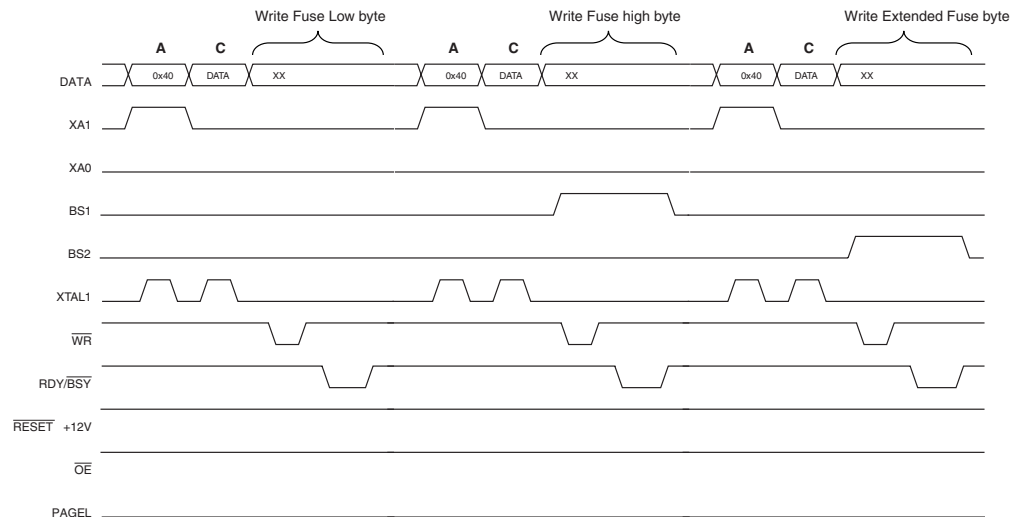 Write Fuse Low byte Write Fuse high byte Write Extended Fuse byte
A C A C A C
DATA 0x40 DATA XX 0x40 DATA XX 0x40 DATA XX
XA1
XA0
BS1
BS2
XTAL1
WR
RDY/BSY
RESET +12V
OE
PAGEL